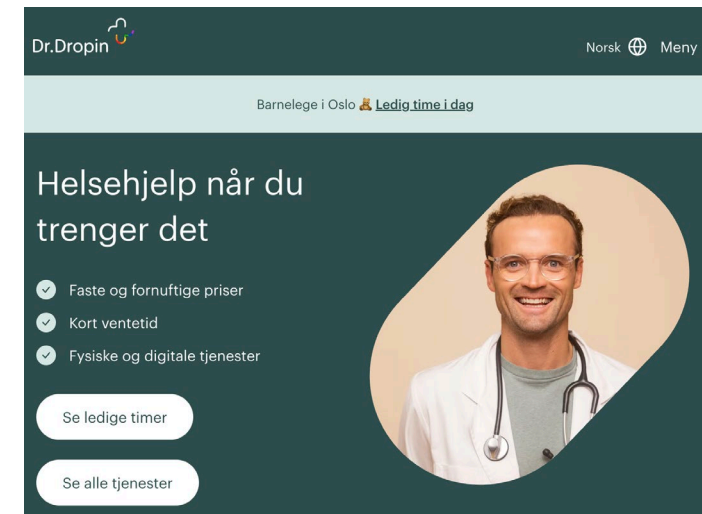 Dr.Dropin
Norsk Meny
Barnelege i Oslo 🧸 Ledig time i dag
Helsehjelp når du
trenger det
Faste og fornuftige priser
Kort ventetid
Fysiske og digitale tjenester
Se ledige timer
Se alle tjenester